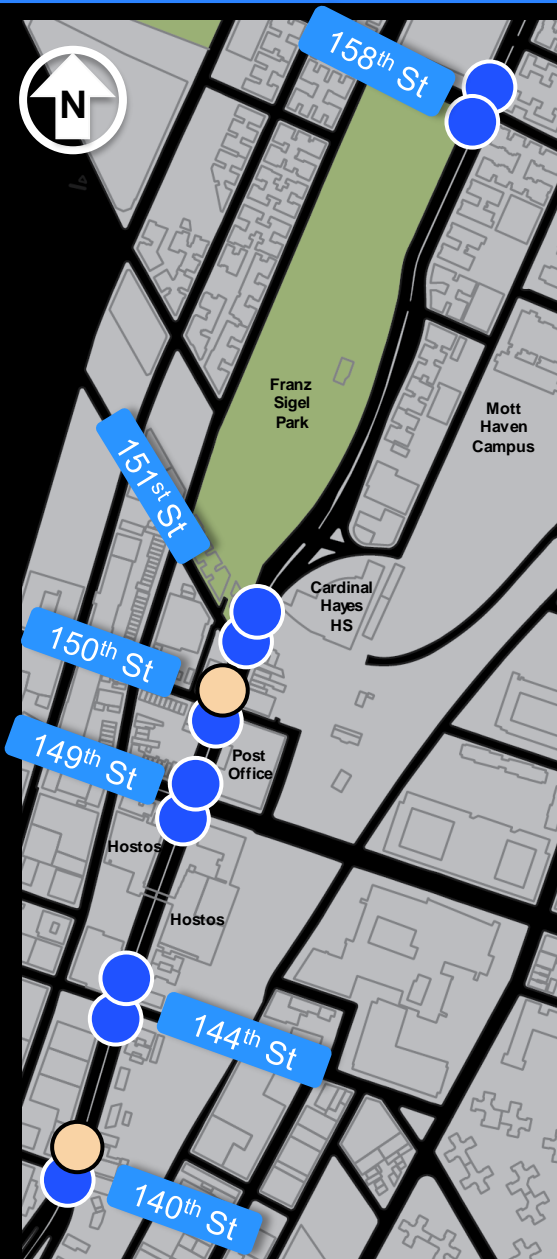 158th St
N
Franz
Sigel
Park
Mott
Haven
Campus
151st St
Cardinal
Hayes
HS
150th St
149th St
Post
Office
Hostos
Hostos
144th St
140th St